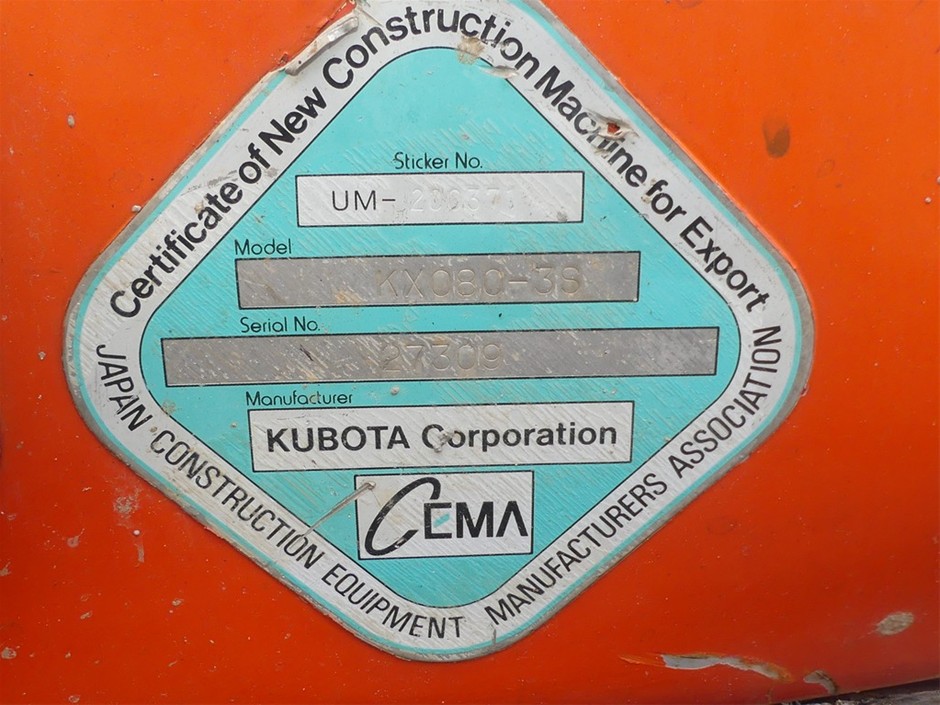 Certificate of New Construction Machine for Export
Sticker No.
UM-
Model
KX080-3S
Serial No.
27309
Manufacturer
KUBOTA Corporation
CEMA
JAPAN CONSTRUCTION EQUIPMENT MANUFACTURERS ASSOCIATION